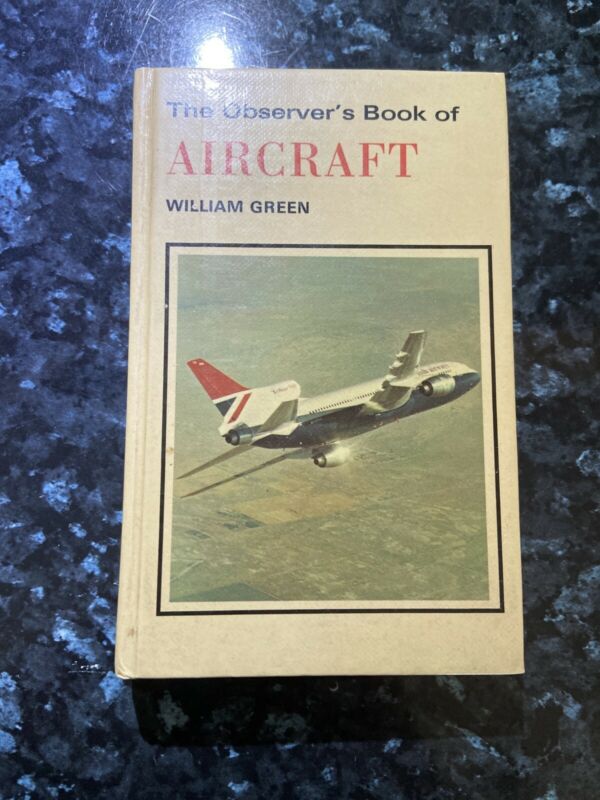 The Observer's Book of
AIRCRAFT
WILLIAM GREEN